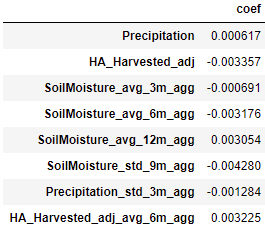 coef
Precipitation 0.000617
HA_Harvested_adj -0.003357
SoilMoisture_avg_3m_agg -0.000691
SoilMoisture_avg_6m_agg -0.003176
SoilMoisture_avg_12m_agg 0.003054
SoilMoisture_std_9m_agg -0.004280
Precipitation_std_3m_agg -0.001284
HA_Harvested_adj_avg_6m_agg 0.003225